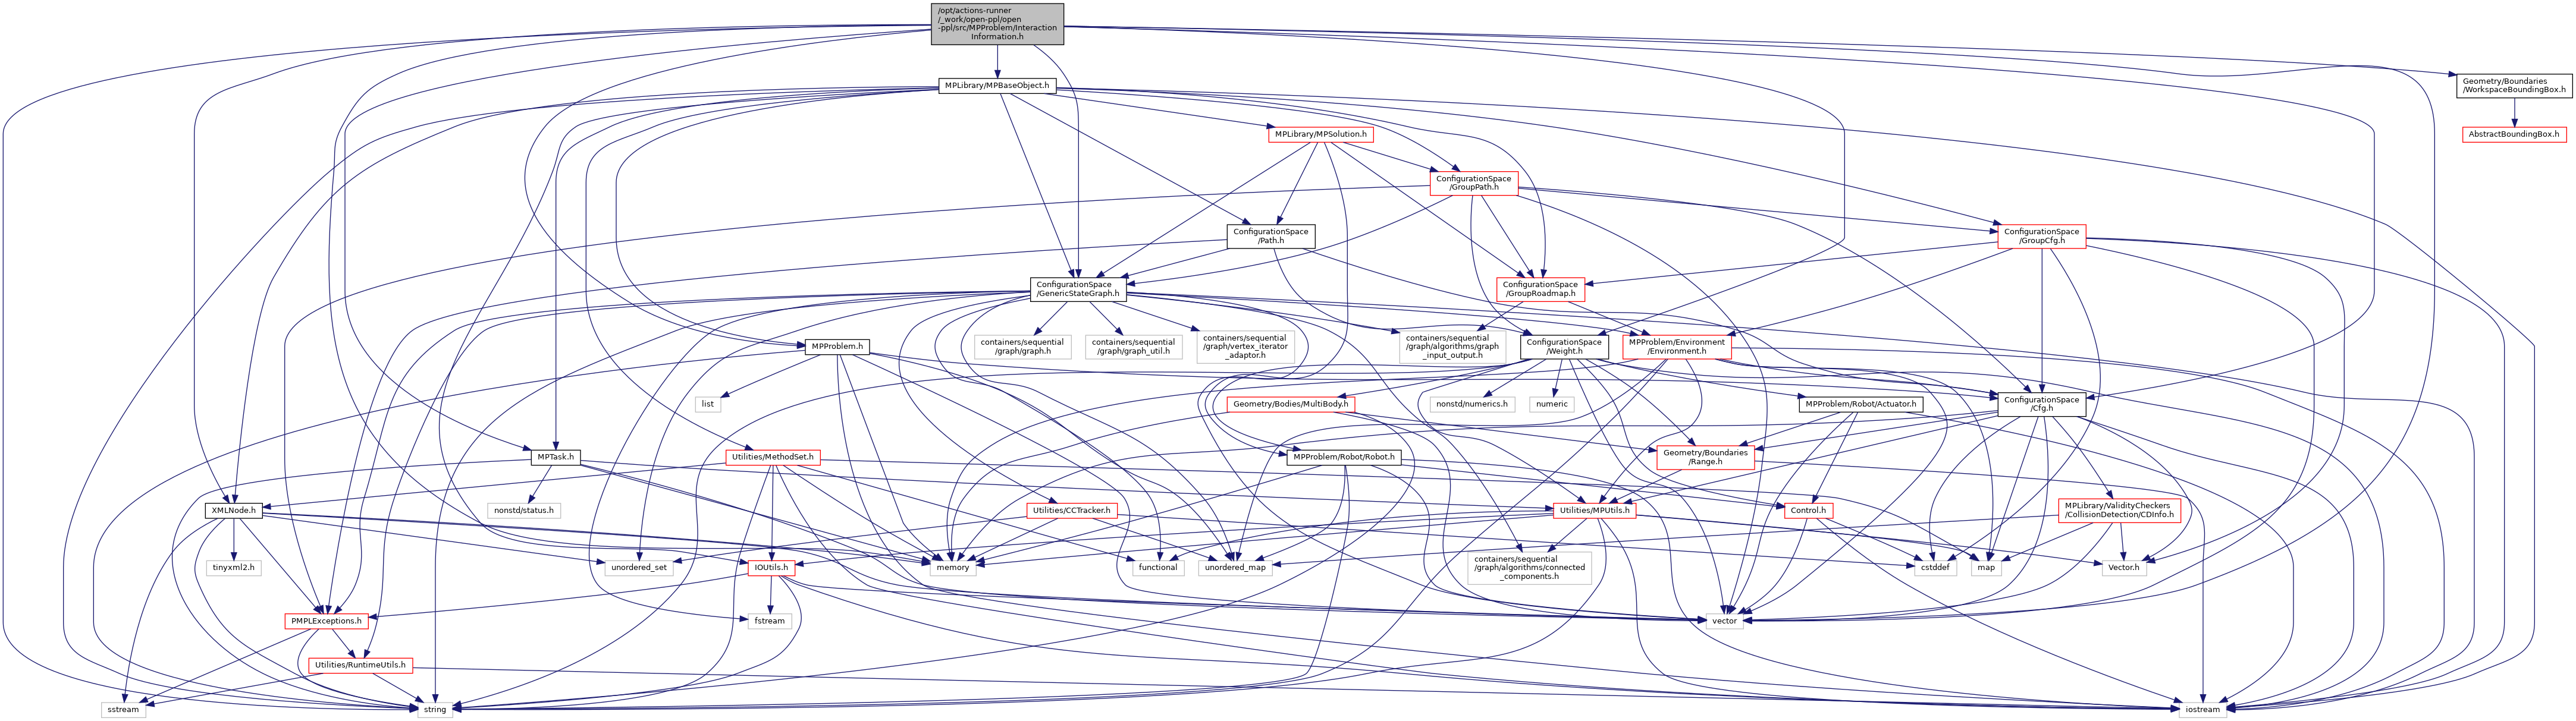 /opt/actions-runner
/_work/open-ppl/open
-ppl/src/MPProblem/Interaction
Information.h
MPLibrary/MPBaseObject.h
Geometry/Boundaries
/WorkspaceBoundingBox.h
MPLibrary/MPSolution.h
AbstractBoundingBox.h
ConfigurationSpace
/GroupPath.h
ConfigurationSpace
/Path.h
ConfigurationSpace
/GroupCfg.h
ConfigurationSpace
/GenericStateGraph.h
ConfigurationSpace
/GroupRoadmap.h
MPProblem.h
containers/sequential
/graph/graph.h
containers/sequential
/graph/graph_util.h
containers/sequential
/graph/vertex_iterator
_adaptor.h
containers/sequential
/graph/algorithms/graph
_input_output.h
ConfigurationSpace
/Weight.h
MPProblem/Environment
/Environment.h
list
Geometry/Bodies/MultiBody.h
nonstd/numerics.h
numeric
MPProblem/Robot/Actuator.h
ConfigurationSpace
/Cfg.h
MPTask.h
Utilities/MethodSet.h
MPProblem/Robot/Robot.h
Geometry/Boundaries
/Range.h
XMLNode.h
nonstd/status.h
Utilities/CCTracker.h
Utilities/MPUtils.h
Control.h
MPLibrary/ValidityCheckers
/CollisionDetection/CDInfo.h
tinyxml2.h
unordered_set
IOUtils.h
memory
functional
unordered_map
containers/sequential
/graph/algorithms/connected
_components.h
cstddef
map
Vector.h
PMPLExceptions.h
fstream
vector
Utilities/RuntimeUtils.h
sstream
string
iostream